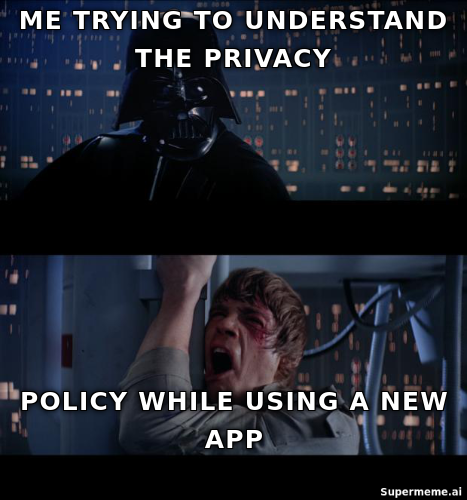 ME TRYING TO UNDERSTAND
THE PRIVACY
POLICY WHILE USING A NEW
APP
Supermeme.ai